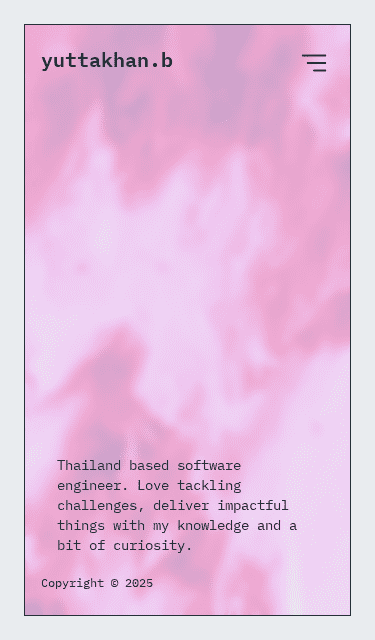 yuttakhan.b
Thailand based software
engineer. Love tackling
challenges, deliver impactful
things with my knowledge and a
bit of curiosity.
Copyright © 2025